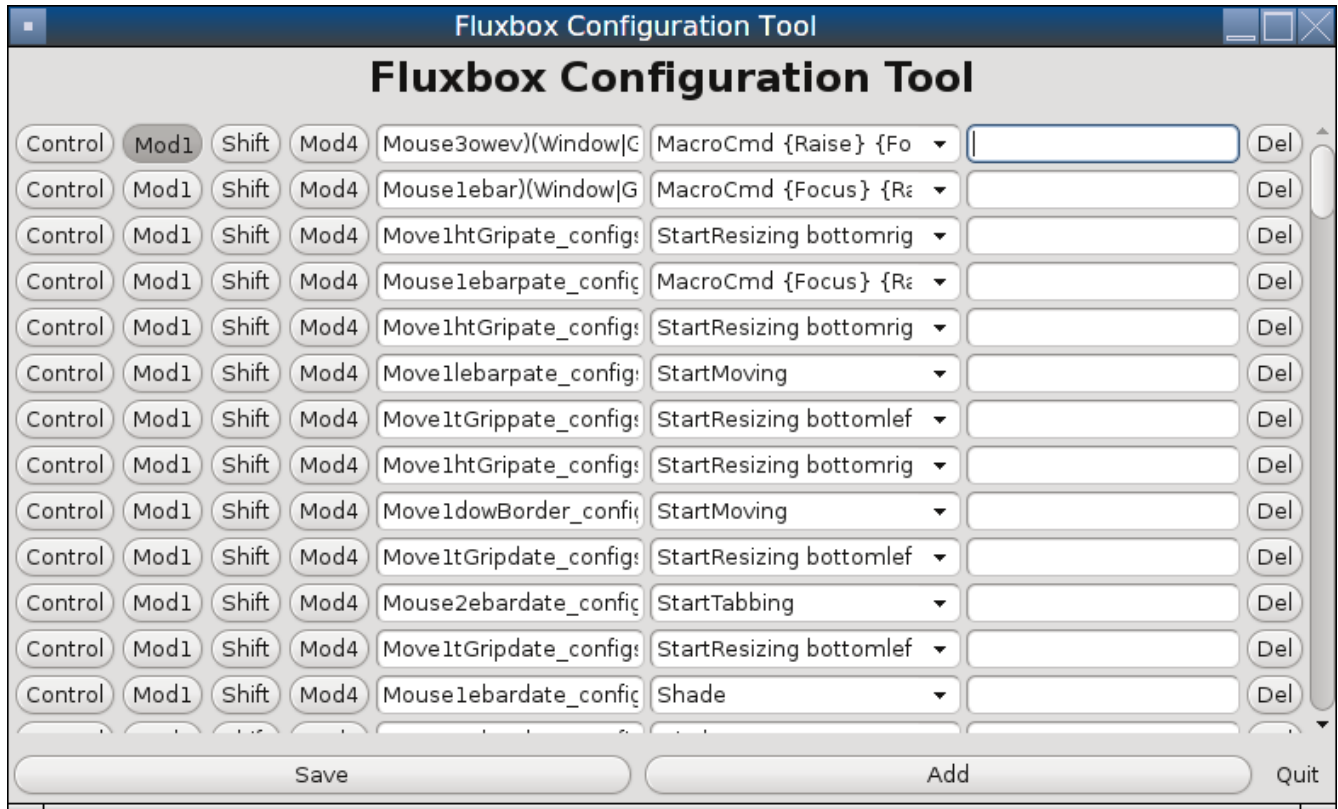 Fluxbox Configuration Tool
Fluxbox Configuration Tool
Control Mod1 Shift Mod4 Mouse3owev)(Window|G MacroCmd {Raise} {Fo Del
Control Mod1 Shift Mod4 Mouse1ebar)(Window|G MacroCmd {Focus} {Ra Del
Control Mod1 Shift Mod4 Move1htGripate_configs StartResizing bottomrig Del
Control Mod1 Shift Mod4 Mouse1ebarpate_config MacroCmd {Focus} {Ra Del
Control Mod1 Shift Mod4 Move1htGripate_configs StartResizing bottomrig Del
Control Mod1 Shift Mod4 Move1lebarpate_configs StartMoving Del
Control Mod1 Shift Mod4 Move1tGrippate_configs StartResizing bottomlef Del
Control Mod1 Shift Mod4 Move1htGripate_configs StartResizing bottomrig Del
Control Mod1 Shift Mod4 Move1dowBorder_config StartMoving Del
Control Mod1 Shift Mod4 Move1tGripdate_configs StartResizing bottomlef Del
Control Mod1 Shift Mod4 Mouse2ebardate_config StartTabbing Del
Control Mod1 Shift Mod4 Move1tGripdate_configs StartResizing bottomlef Del
Control Mod1 Shift Mod4 Mouse1ebardate_config Shade Del
Save Add Quit